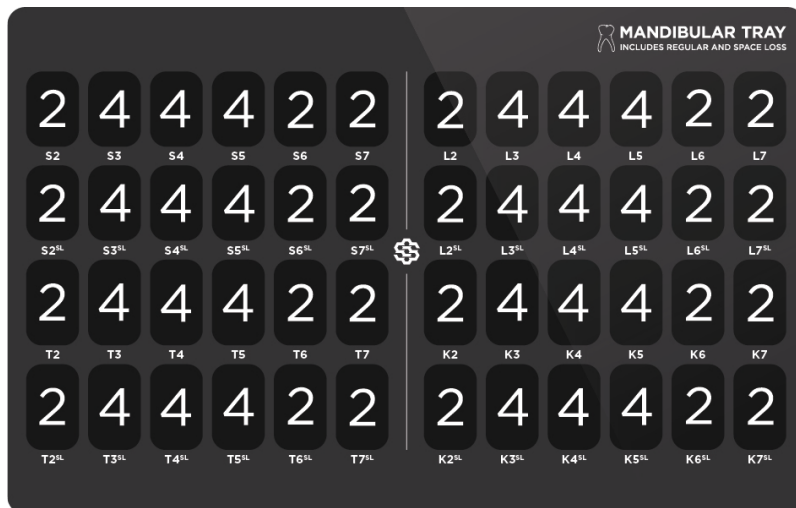 MANDIBULAR TRAY
INCLUDES REGULAR AND SPACE LOSS
2 4 4 4 2 2 2 4 4 4 2 2
S2 S3 S4 S5 S6 S7 L2 L3 L4 L5 L6 L7
2 4 4 4 2 2 2 4 4 4 2 2
S2SL S3SL S4SL S5SL S6SL S7SL L2SL L3SL L4SL L5SL L6SL L7SL
2 4 4 4 2 2 2 4 4 4 2 2
T2 T3 T4 T5 T6 T7 K2 K3 K4 K5 K6 K7
2 4 4 4 2 2 2 4 4 4 2 2
T2SL T3SL T4SL T5SL T6SL T7SL K2SL K3SL K4SL K5SL K6SL K7SL